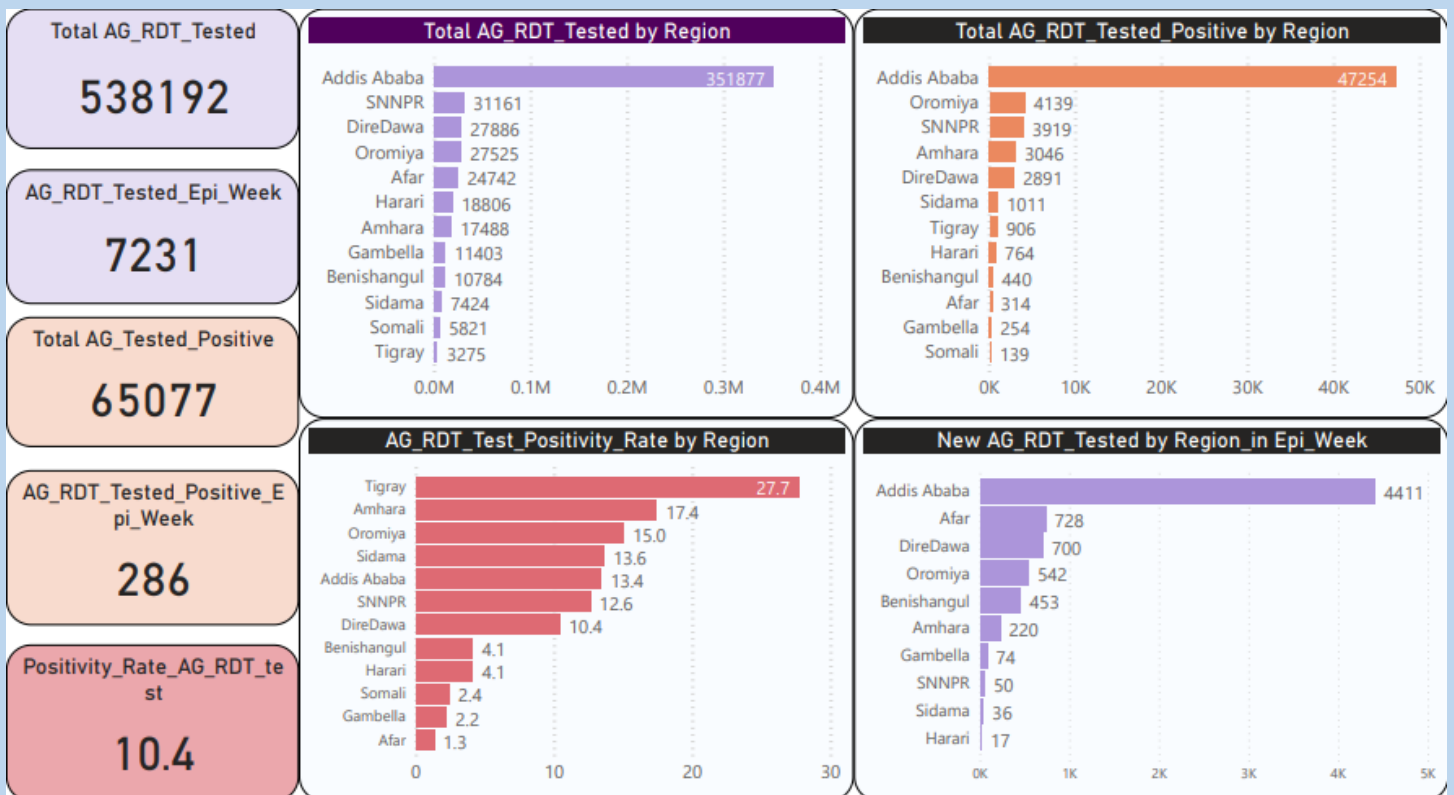 Total AG_RDT_Tested
538192
AG_RDT_Tested_Epi_Week
7231
Total AG_Tested_Positive
65077
AG_RDT_Tested_Positive_E
pi_Week
286
Positivity_Rate_AG_RDT_te
st
10.4
Total AG_RDT_Tested by Region
Addis Ababa 351877
SNNPR 31161
DireDawa 27886
Oromiya 27525
Afar 24742
Harari 18806
Amhara 17488
Gambella 11403
Benishangul 10784
Sidama 7424
Somali 5821
Tigray 3275
0.0M 0.1M 0.2M 0.3M 0.4M
Total AG_RDT_Tested_Positive by Region
Addis Ababa 47254
Oromiya 4139
SNNPR 3919
Amhara 3046
DireDawa 2891
Sidama 1011
Tigray 906
Harari 764
Benishangul 440
Afar 314
Gambella 254
Somali 139
0K 10K 20K 30K 40K 50K
AG_RDT_Test_Positivity_Rate by Region
Tigray 27.7
Amhara 17.4
Oromiya 15.0
Sidama 13.6
Addis Ababa 13.4
SNNPR 12.6
DireDawa 10.4
Benishangul 4.1
Harari 4.1
Somali 2.4
Gambella 2.2
Afar 1.3
0 10 20 30
New AG_RDT_Tested by Region_in Epi_Week
Addis Ababa 4411
Afar 728
DireDawa 700
Oromiya 542
Benishangul 453
Amhara 220
Gambella 74
SNNPR 50
Sidama 36
Harari 17
0K 1K 2K 3K 4K 5K